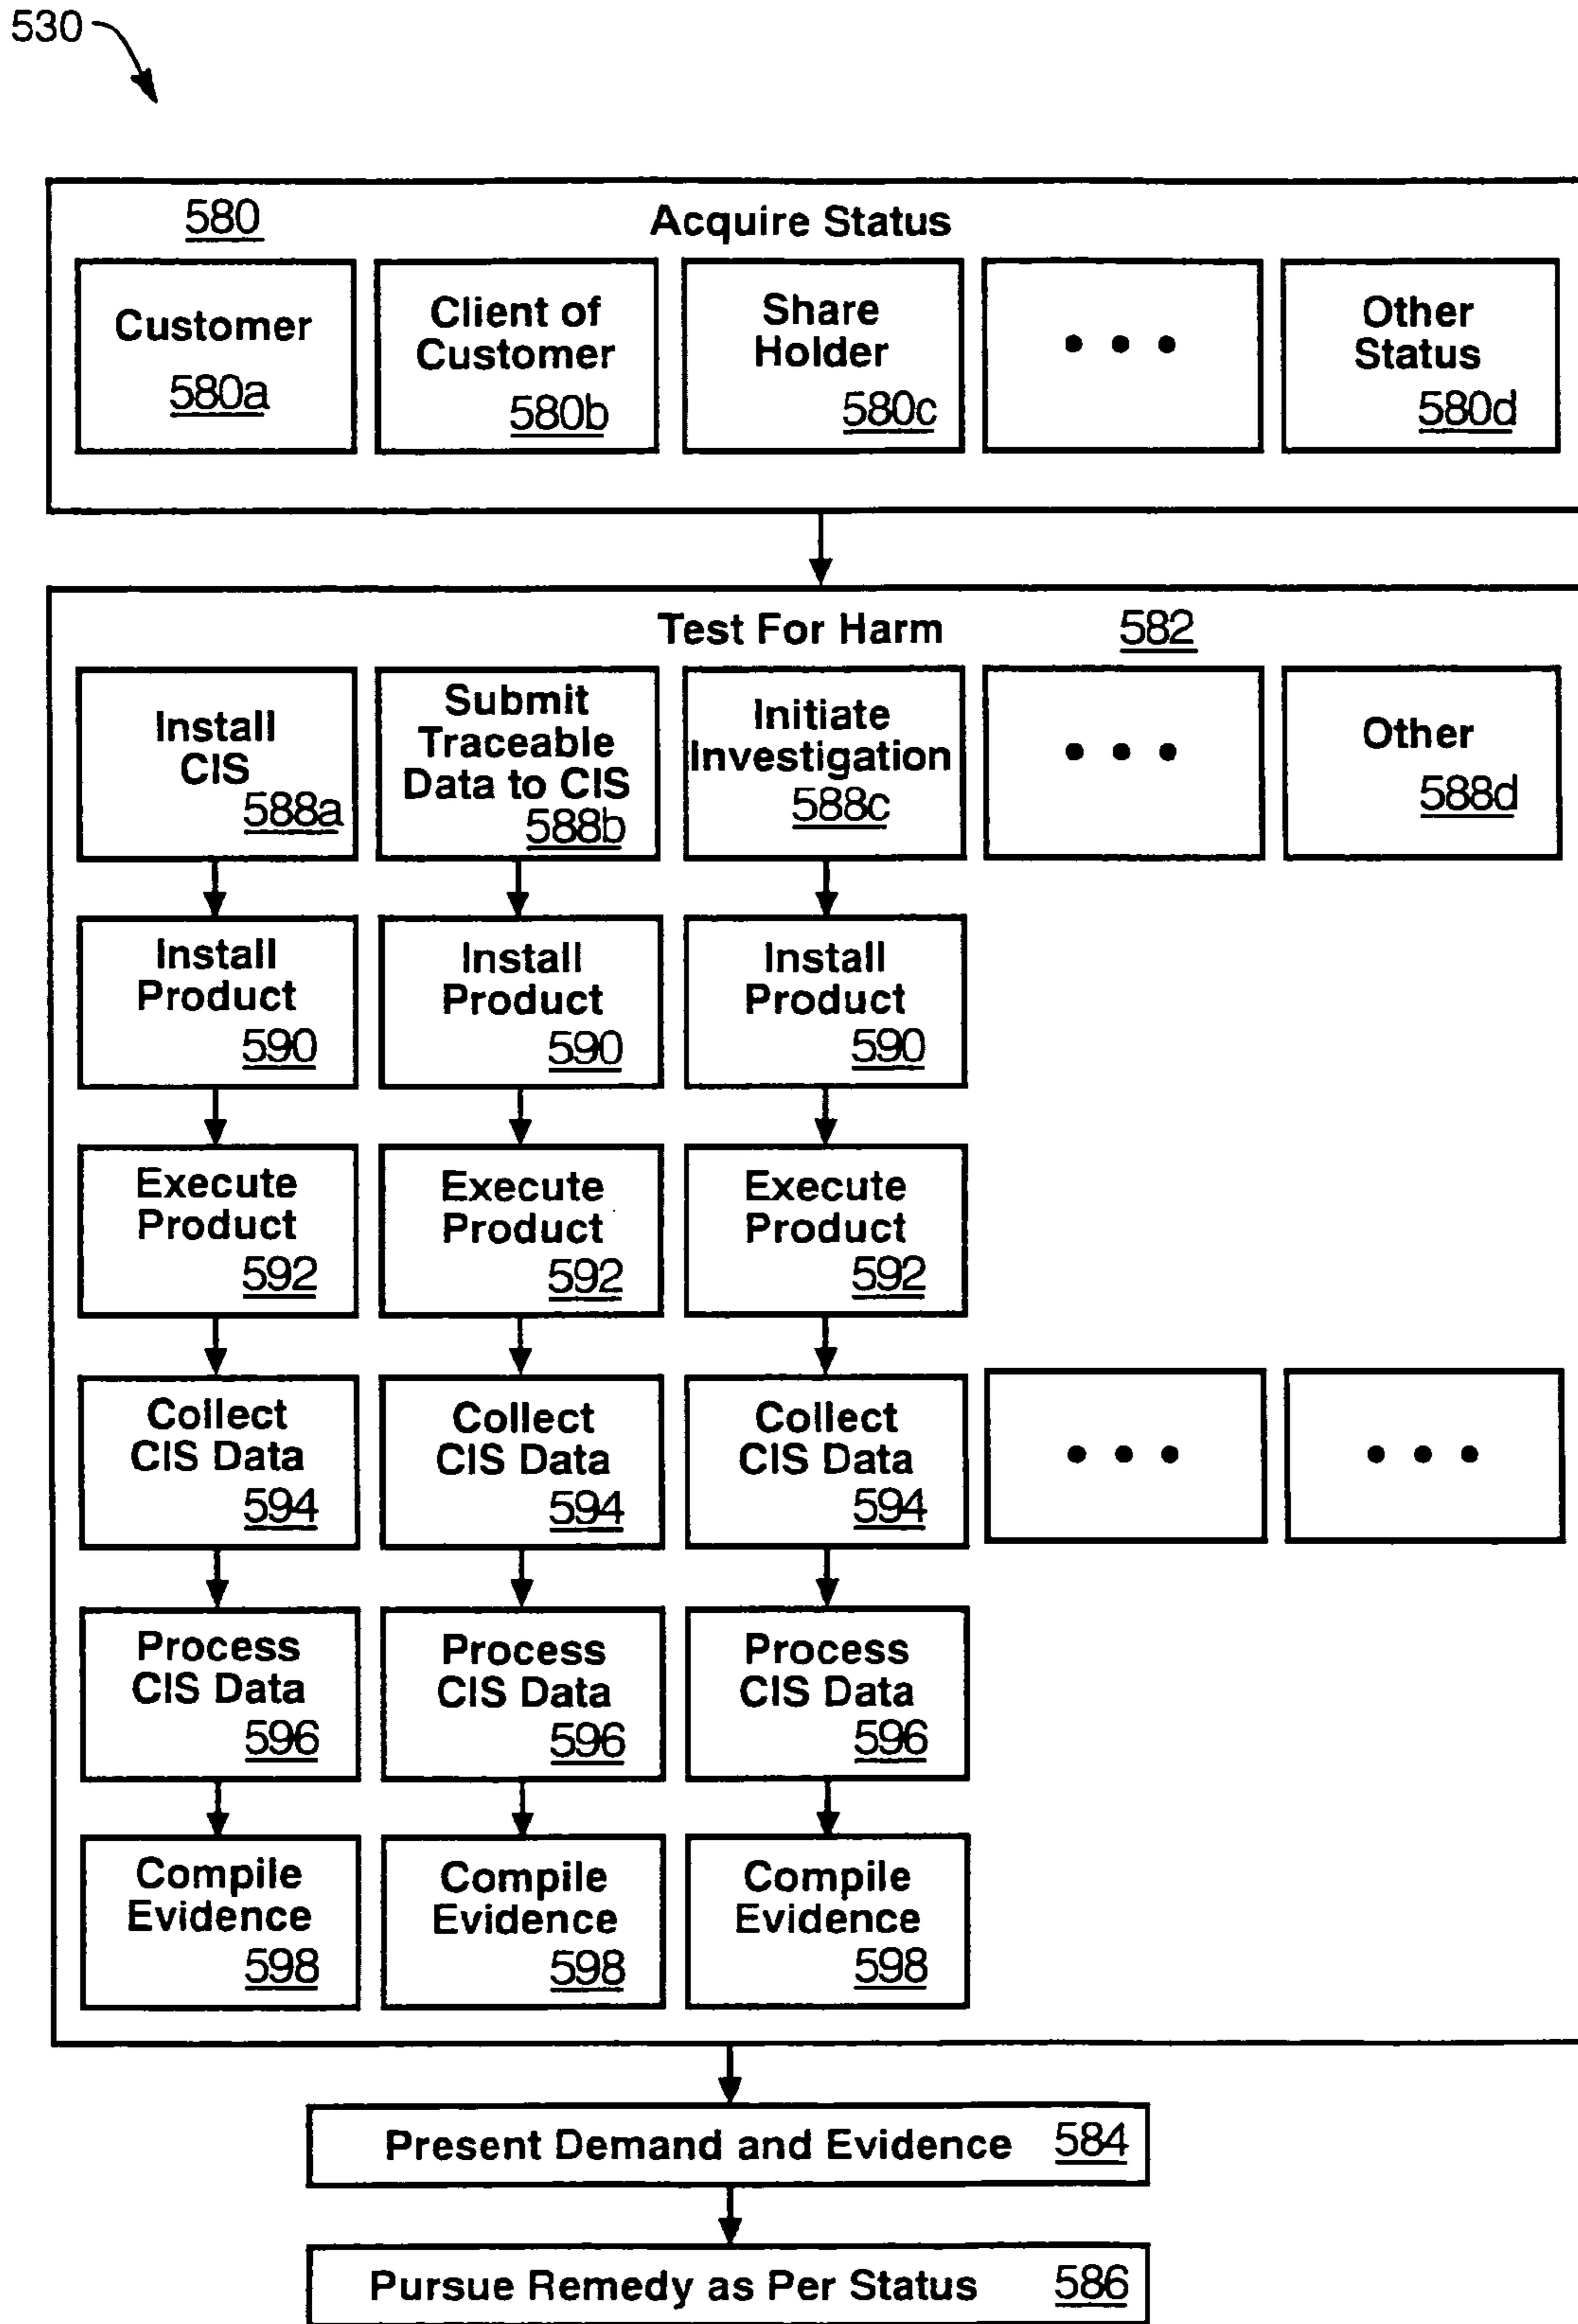 530
580 Acquire Status
Customer
580a
Client of
Customer
580b
Share
Holder
580c
• • •
Other
Status
580d
Test For Harm 582
Install
CIS
588a
Submit
Traceable
Data to CIS
588b
Initiate
Investigation
588c
• • •
Other
588d
Install
Product
590
Install
Product
590
Install
Product
590
Execute
Product
592
Execute
Product
592
Execute
Product
592
Collect
CIS Data
594
Collect
CIS Data
594
Collect
CIS Data
594
• • •
• • •
Process
CIS Data
596
Process
CIS Data
596
Process
CIS Data
596
Compile
Evidence
598
Compile
Evidence
598
Compile
Evidence
598
Present Demand and Evidence 584
Pursue Remedy as Per Status 586